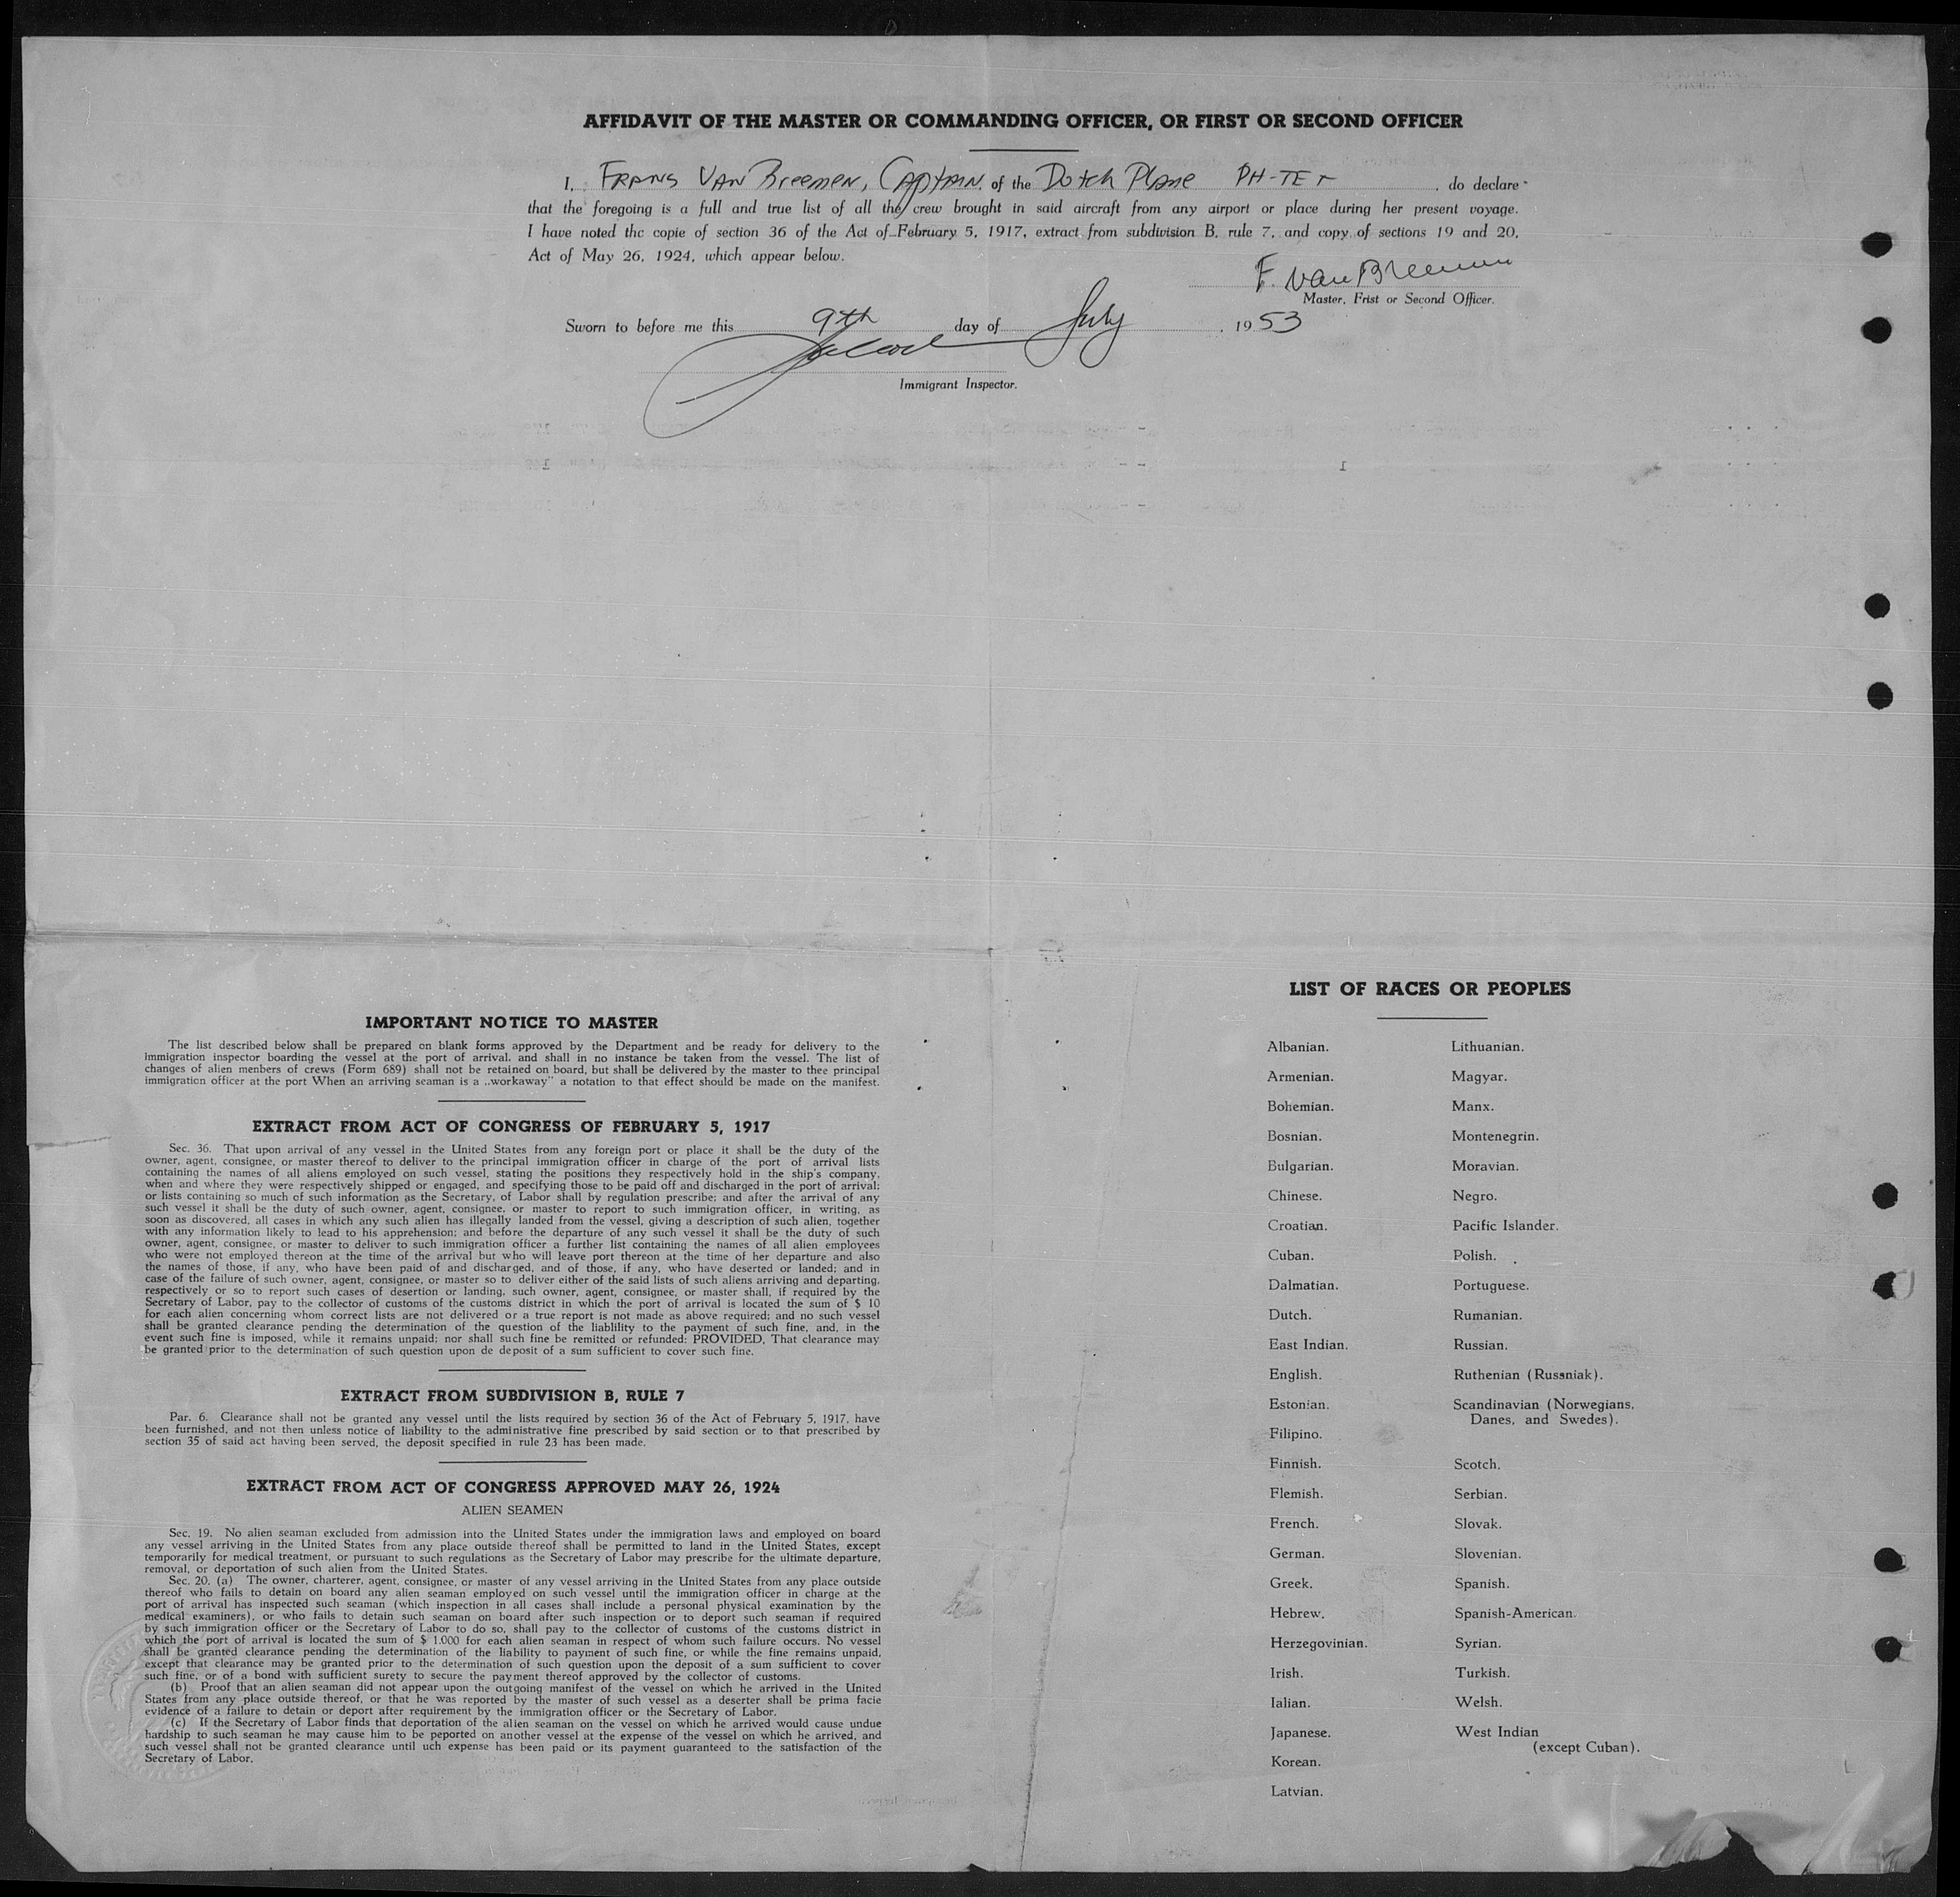 AFFIDAVIT OF THE MASTER OR COMMANDING OFFICER, OR FIRST OR SECOND OFFICER
I, Frans Van Breemen, Captain, of the Dutch Plane PH-TET, do declare
that the foregoing is a full and true list of all the crew brought in said aircraft from any airport or place during her present voyage.
I have noted the copie of section 36 of the Act of February 5, 1917, extract from subdivision B, rule 7, and copy of sections 19 and 20,
Act of May 26, 1924, which appear below.
F. van Breemen
Master, Frist or Second Officer.
Sworn to before me this 9th day of July, 1953
Immigrant Inspector.
IMPORTANT NOTICE TO MASTER
The list described below shall be prepared on blank forms approved by the Department and be ready for delivery to the
immigration inspector boarding the vessel at the port of arrival, and shall in no instance be taken from the vessel. The list of
changes of alien menbers of crews (Form 689) shall not be retained on board, but shall be delivered by the master to thee principal
immigration officer at the port When an arriving seaman is a „workaway" a notation to that effect should be made on the manifest.
EXTRACT FROM ACT OF CONGRESS OF FEBRUARY 5, 1917
Sec. 36. That upon arrival of any vessel in the United States from any foreign port or place it shall be the duty of the
owner, agent, consignee, or master thereof to deliver to the principal immigration officer in charge of the port of arrival lists
containing the names of all aliens employed on such vessel, stating the positions they respectively hold in the ship's company,
when and where they were respectively shipped or engaged, and specifying those to be paid off and discharged in the port of arrival;
or lists containing so much of such information as the Secretary, of Labor shall by regulation prescribe; and after the arrival of any
such vessel it shall be the duty of such owner, agent, consignee, or master to report to such immigration officer, in writing, as
soon as discovered, all cases in which any such alien has illegally landed from the vessel, giving a description of such alien, together
with any information likely to lead to his apprehension; and before the departure of any such vessel it shall be the duty of such
owner, agent, consignee, or master to deliver to such immigration officer a further list containing the names of all alien employees
who were not employed thereon at the time of the arrival but who will leave port thereon at the time of her departure and also
the names of those, if any, who have been paid of and discharged, and of those, if any, who have deserted or landed; and in
case of the failure of such owner, agent, consignee, or master so to deliver either of the said lists of such aliens arriving and departing,
respectively or so to report such cases of desertion or landing, such owner, agent, consignee, or master shall, if required by the
Secretary of Labor, pay to the collector of customs of the customs district in which the port of arrival is located the sum of $ 10
for each alien concerning whom correct lists are not delivered or a true report is not made as above required; and no such vessel
shall be granted clearance pending the determination of the question of the liablility to the payment of such fine, and, in the
event such fine is imposed, while it remains unpaid; nor shall such fine be remitted or refunded: PROVIDED, That clearance may
be granted prior to the determination of such question upon de deposit of a sum sufficient to cover such fine.
EXTRACT FROM SUBDIVISION B, RULE 7
Par. 6. Clearance shall not be granted any vessel until the lists required by section 36 of the Act of February 5, 1917, have
been furnished, and not then unless notice of liability to the administrative fine prescribed by said section or to that prescribed by
section 35 of said act having been served, the deposit specified in rule 23 has been made.
EXTRACT FROM ACT OF CONGRESS APPROVED MAY 26, 1924
ALIEN SEAMEN
Sec. 19. No alien seaman excluded from admission into the United States under the immigration laws and employed on board
any vessel arriving in the United States from any place outside thereof shall be permitted to land in the United States, except
temporarily for medical treatment, or pursuant to such regulations as the Secretary of Labor may prescribe for the ultimate departure,
removal, or deportation of such alien from the United States.
Sec. 20. (a) The owner, charterer, agent, consignee, or master of any vessel arriving in the United States from any place outside
thereof who fails to detain on board any alien seaman employed on such vessel until the immigration officer in charge at the
port of arrival has inspected such seaman (which inspection in all cases shall include a personal physical examination by the
medical examiners), or who fails to detain such seaman on board after such inspection or to deport such seaman if required
by such immigration officer or the Secretary of Labor to do so, shall pay to the collector of customs of the customs district in
which the port of arrival is located the sum of $ 1.000 for each alien seaman in respect of whom such failure occurs. No vessel
shall be granted clearance pending the determination of the liability to payment of such fine, or while the fine remains unpaid,
except that clearance may be granted prior to the determination of such question upon the deposit of a sum sufficient to cover
such fine, or of a bond with sufficient surety to secure the payment thereof approved by the collector of customs.
(b) Proof that an alien seaman did not appear upon the outgoing manifest of the vessel on which he arrived in the United
States from any place outside thereof, or that he was reported by the master of such vessel as a deserter shall be prima facie
evidence of a failure to detain or deport after requirement by the immigration officer or the Secretary of Labor.
(c) If the Secretary of Labor finds that deportation of the alien seaman on the vessel on which he arrived would cause undue
hardship to such seaman he may cause him to be peported on another vessel at the expense of the vessel on which he arrived, and
such vessel shall not be granted clearance until uch expense has been paid or its payment guaranteed to the satisfaction of the
Secretary of Labor.
LIST OF RACES OR PEOPLES
Albanian.
Armenian.
Bohemian.
Bosnian.
Bulgarian.
Chinese.
Croatian.
Cuban.
Dalmatian.
Dutch.
East Indian.
English.
Estonian.
Filipino.
Finnish.
Flemish.
French.
German.
Greek.
Hebrew.
Herzegovinian.
Irish.
Ialian.
Japanese.
Korean.
Latvian.
Lithuanian.
Magyar.
Manx.
Montenegrin.
Moravian.
Negro.
Pacific Islander.
Polish.
Portuguese.
Rumanian.
Russian.
Ruthenian (Russniak).
Scandinavian (Norwegians,
Danes, and Swedes).
Scotch.
Serbian.
Slovak.
Slovenian.
Spanish.
Spanish-American.
Syrian.
Turkish.
Welsh.
West Indian
(except Cuban).